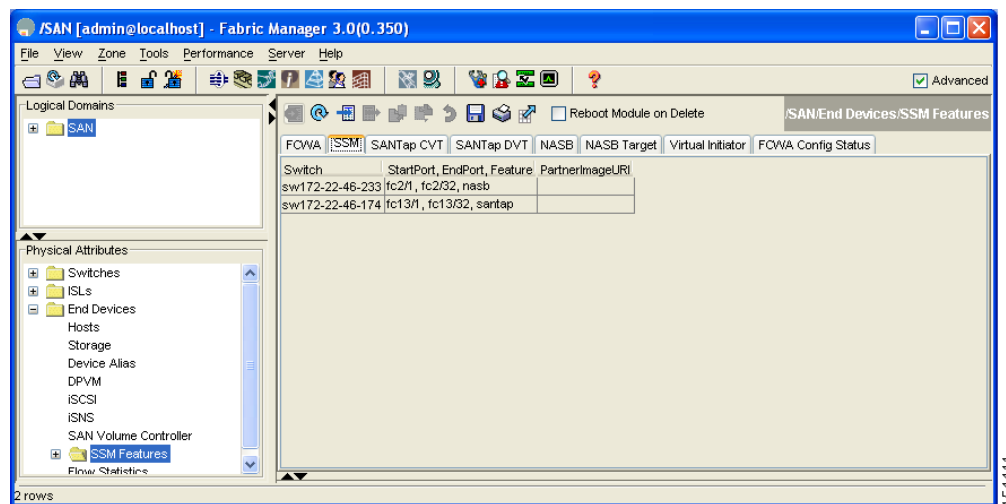 /SAN [admin@localhost] - Fabric Manager 3.0(0.350)
File View Zone Tools Performance Server Help
Advanced
Logical Domains
SAN
Reboot Module on Delete
/SAN/End Devices/SSM Features
FCWA SSM SANTap CVT SANTap DVT NASB NASB Target Virtual Initiator FCWA Config Status
Switch StartPort, EndPort, Feature PartnerImageURI
sw172-22-46-233 fc2/1, fc2/32, nasb
sw172-22-46-174 fc13/1, fc13/32, santap
Physical Attributes
Switches
ISLs
End Devices
Hosts
Storage
Device Alias
DPVM
iSCSI
iSNS
SAN Volume Controller
SSM Features
Flow Statistics
2 rows